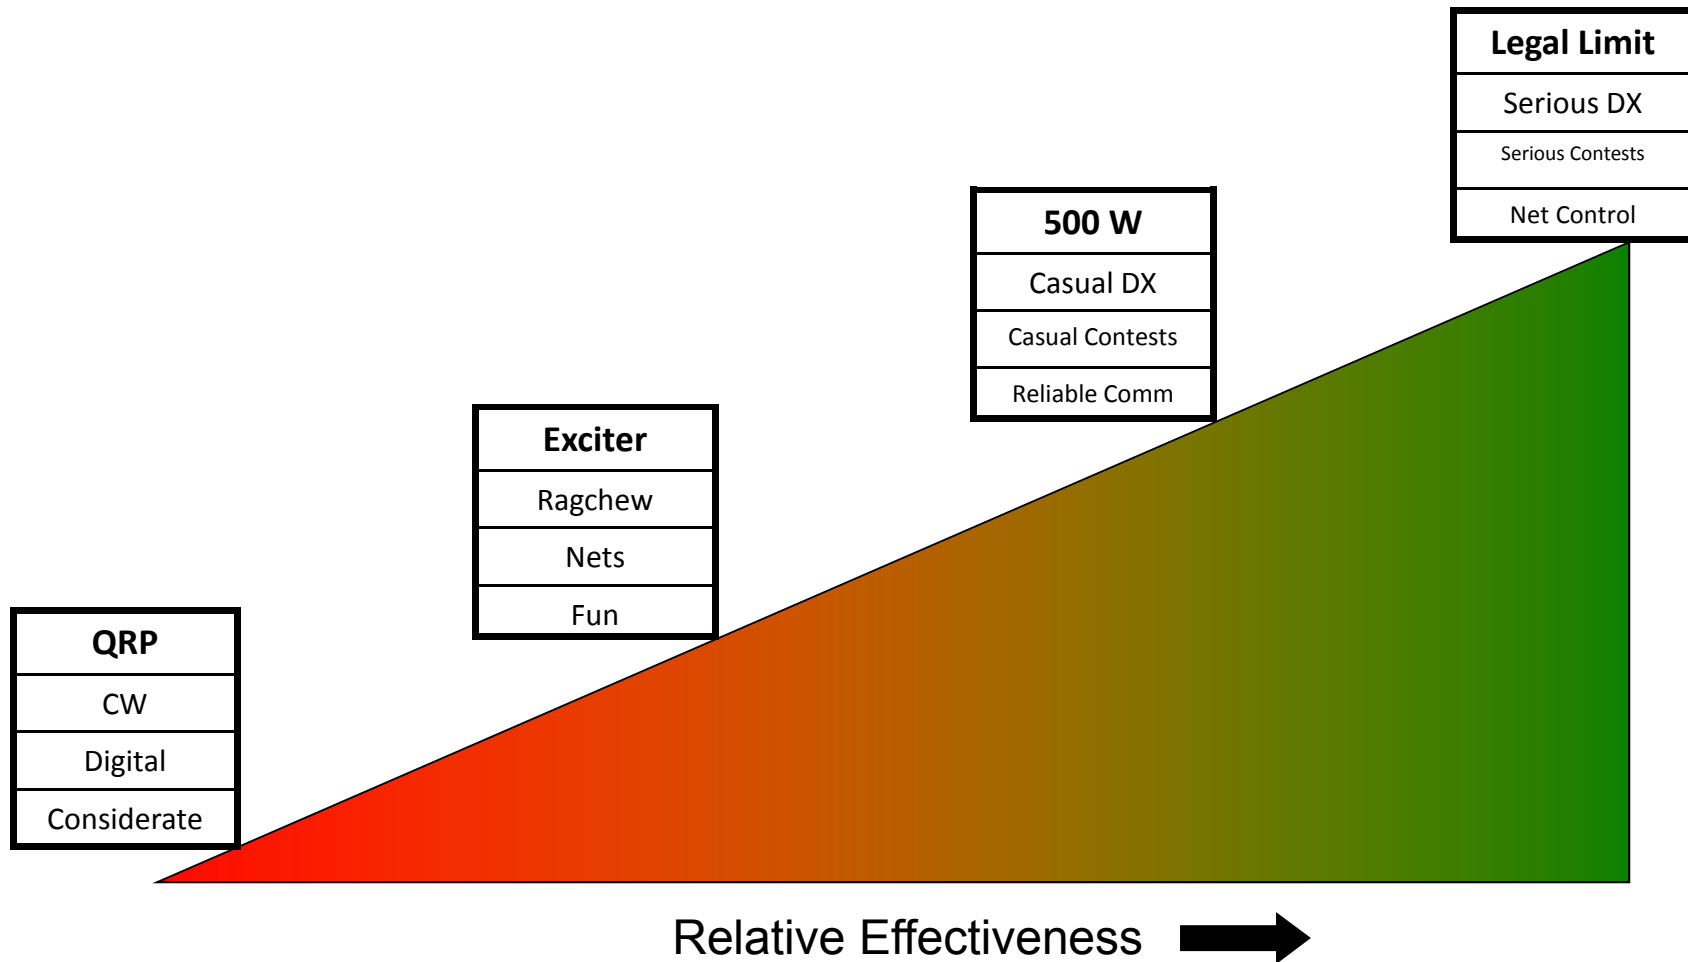 Legal Limit
Serious DX
Serious Contests
Net Control
500 W
Casual DX
Casual Contests
Reliable Comm
Exciter
Ragchew
Nets
Fun
QRP
CW
Digital
Considerate
Relative Effectiveness